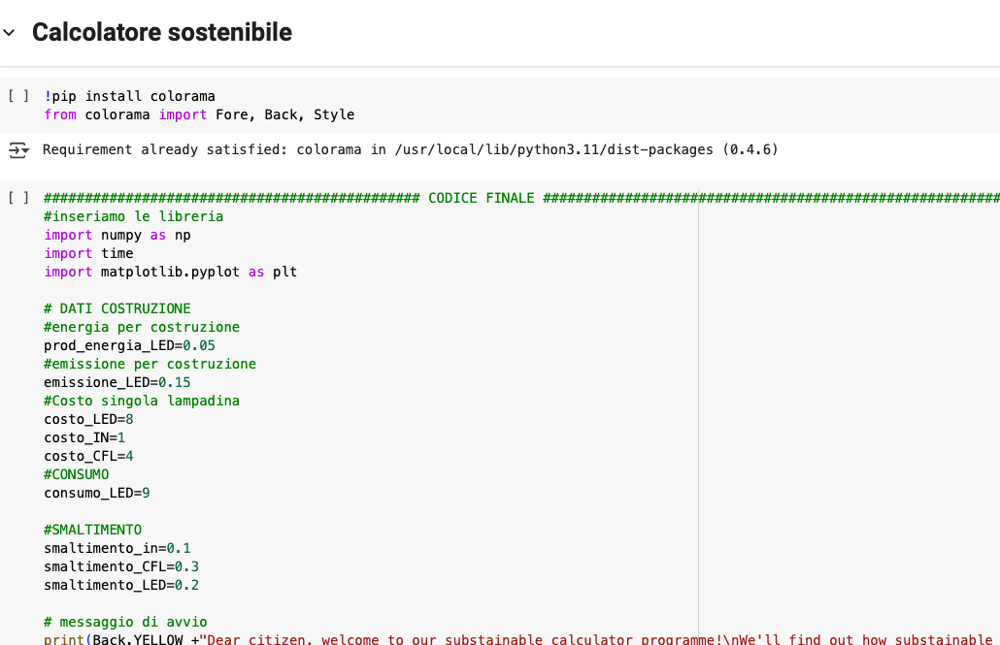 Calcolatore sostenibile
[ ] !pip install colorama
from colorama import Fore, Back, Style
Requirement already satisfied: colorama in /usr/local/lib/python3.11/dist-packages (0.4.6)
[ ] ############################################## CODICE FINALE ########################################################
#inseriamo le libreria
import numpy as np
import time
import matplotlib.pyplot as plt
# DATI COSTRUZIONE
#energia per costruzione
prod_energia_LED=0.05
#emissione per costruzione
emissione_LED=0.15
#Costo singola lampadina
costo_LED=8
costo_IN=1
costo_CFL=4
#CONSUMO
consumo_LED=9
#SMALTIMENTO
smaltimento_in=0.1
smaltimento_CFL=0.3
smaltimento_LED=0.2
# messaggio di avvio
print(Back.YELLOW +"Dear citizen, welcome to our substainable calculator programme!\nWe'll find out how substainable